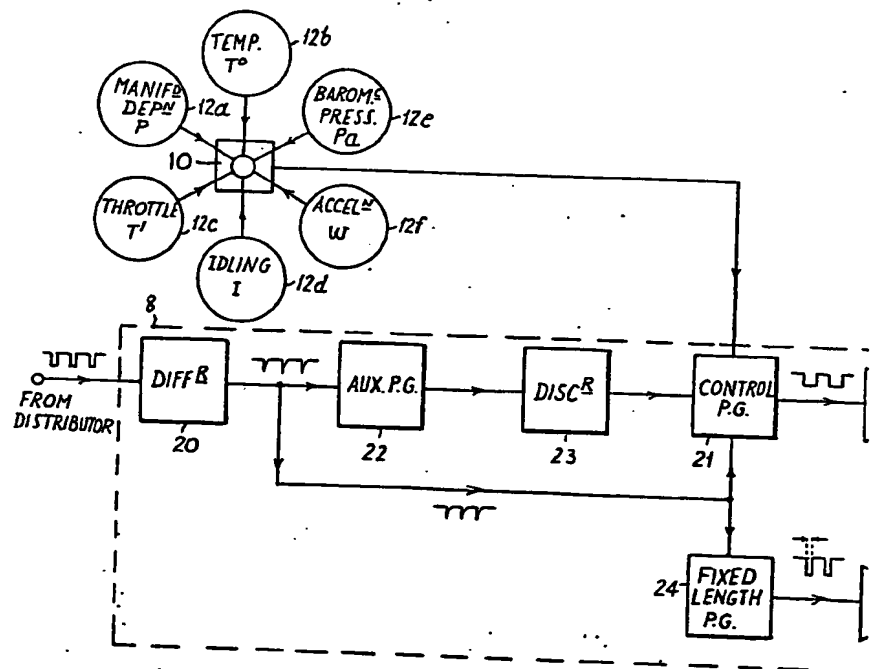 TEMP.
T°
12b
MANIFD
DEPN
P
12a
BAROM.C
PRESS.
Pa
12e
10
THROTTLE
T'
12c
ACCELN
W
12f
IDLING
I
12d
8
FROM
DISTRIBUTOR
DIFFR
20
AUX. P.G.
22
DISCR
23
CONTROL
P.G.
21
24
FIXED
LENGTH
P.G.